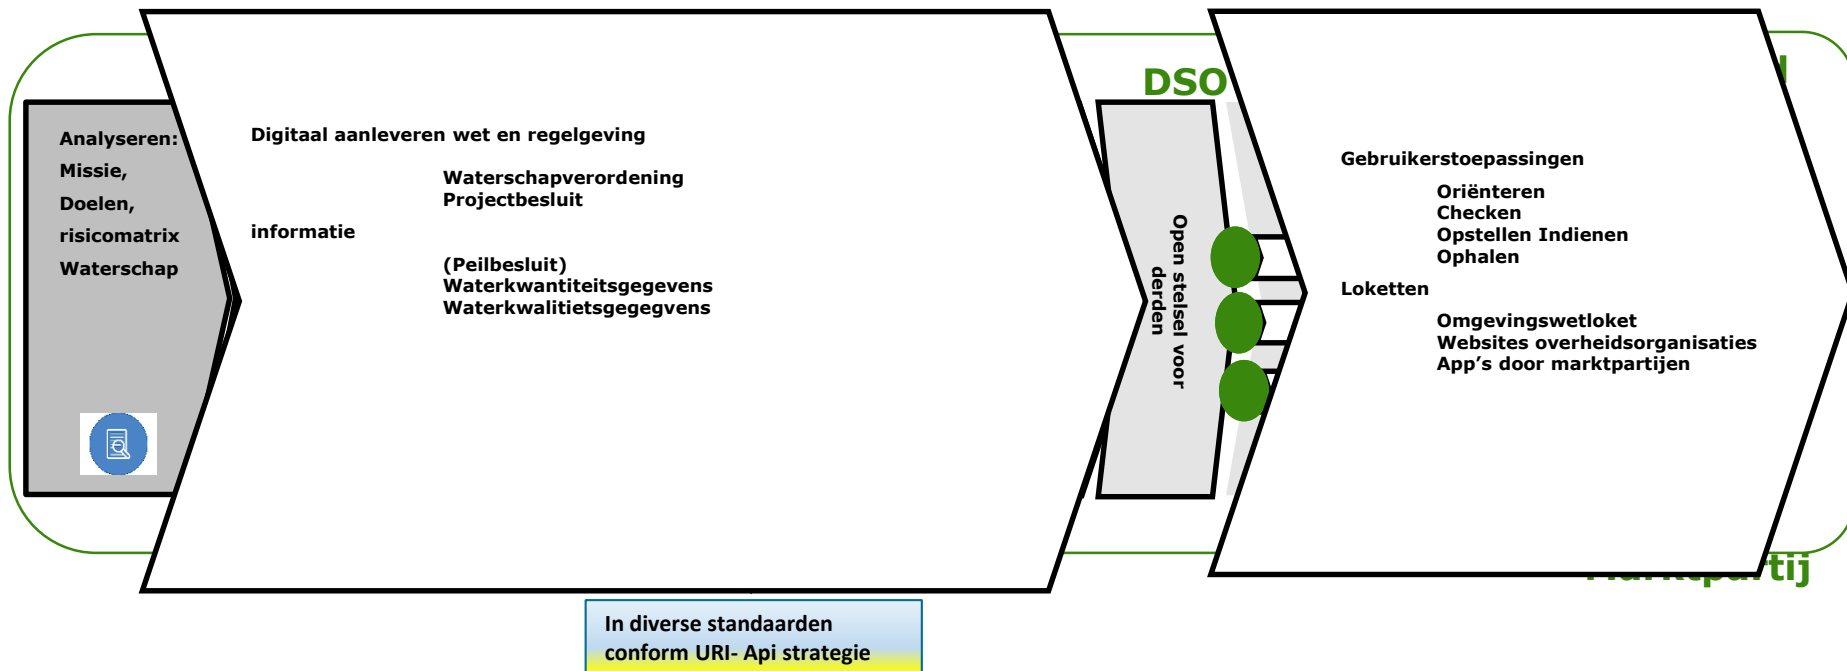 DSO
Analyseren:
Missie,
Doelen,
risicomatrix
Waterschap
Digitaal aanleveren wet en regelgeving
Waterschapverordening
Projectbesluit
informatie
(Peilbesluit)
Waterkwantiteitsgegevens
Waterkwalitietsgegegvens
Open stelsel voor
derden
Gebruikerstoepassingen
Oriënteren
Checken
Opstellen Indienen
Ophalen
Loketten
Omgevingswetloket
Websites overheidsorganisaties
App’s door marktpartijen
In diverse standaarden
conform URI- Api strategie